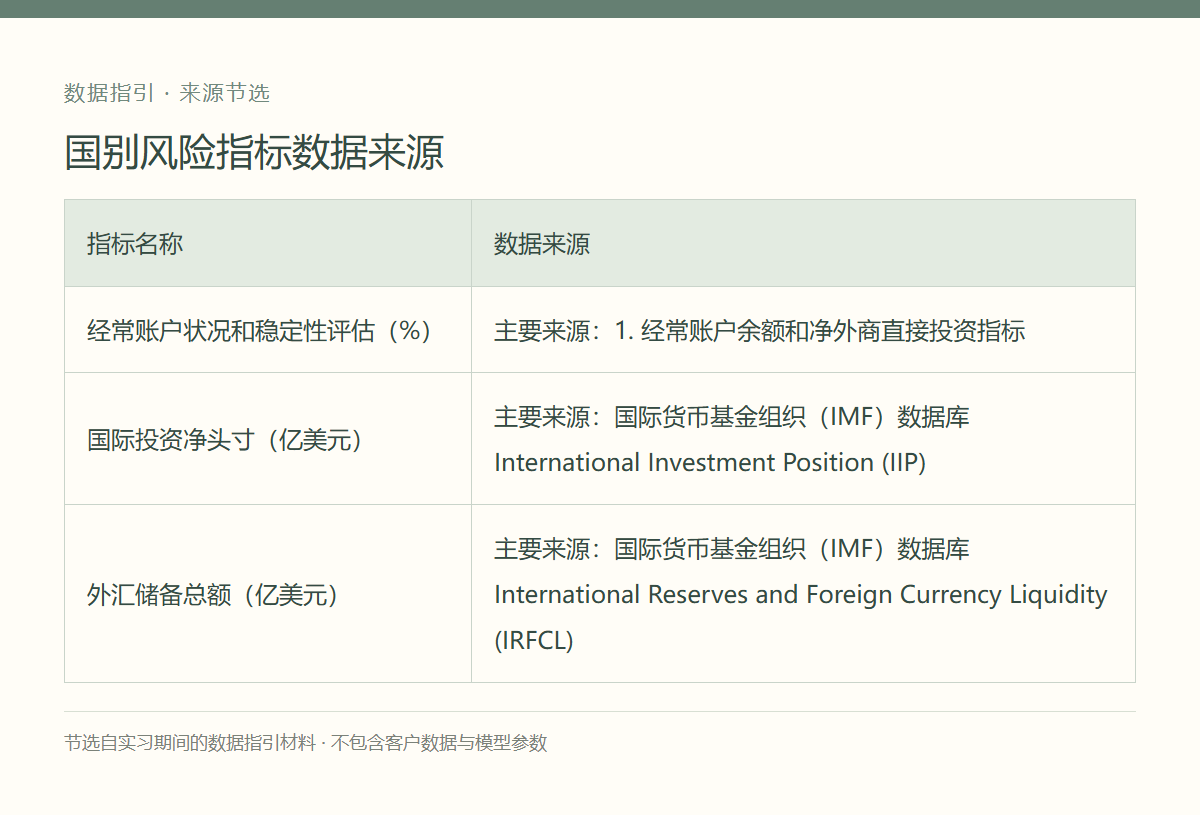 数据指引 · 来源节选
国别风险指标数据来源
指标名称
数据来源
经常账户状况和稳定性评估（%）
主要来源：1. 经常账户余额和净外商直接投资指标
国际投资净头寸（亿美元）
主要来源：国际货币基金组织（IMF）数据库
International Investment Position (IIP)
外汇储备总额（亿美元）
主要来源：国际货币基金组织（IMF）数据库
International Reserves and Foreign Currency Liquidity
(IRFCL)
节选自实习期间的数据指引材料 · 不包含客户数据与模型参数